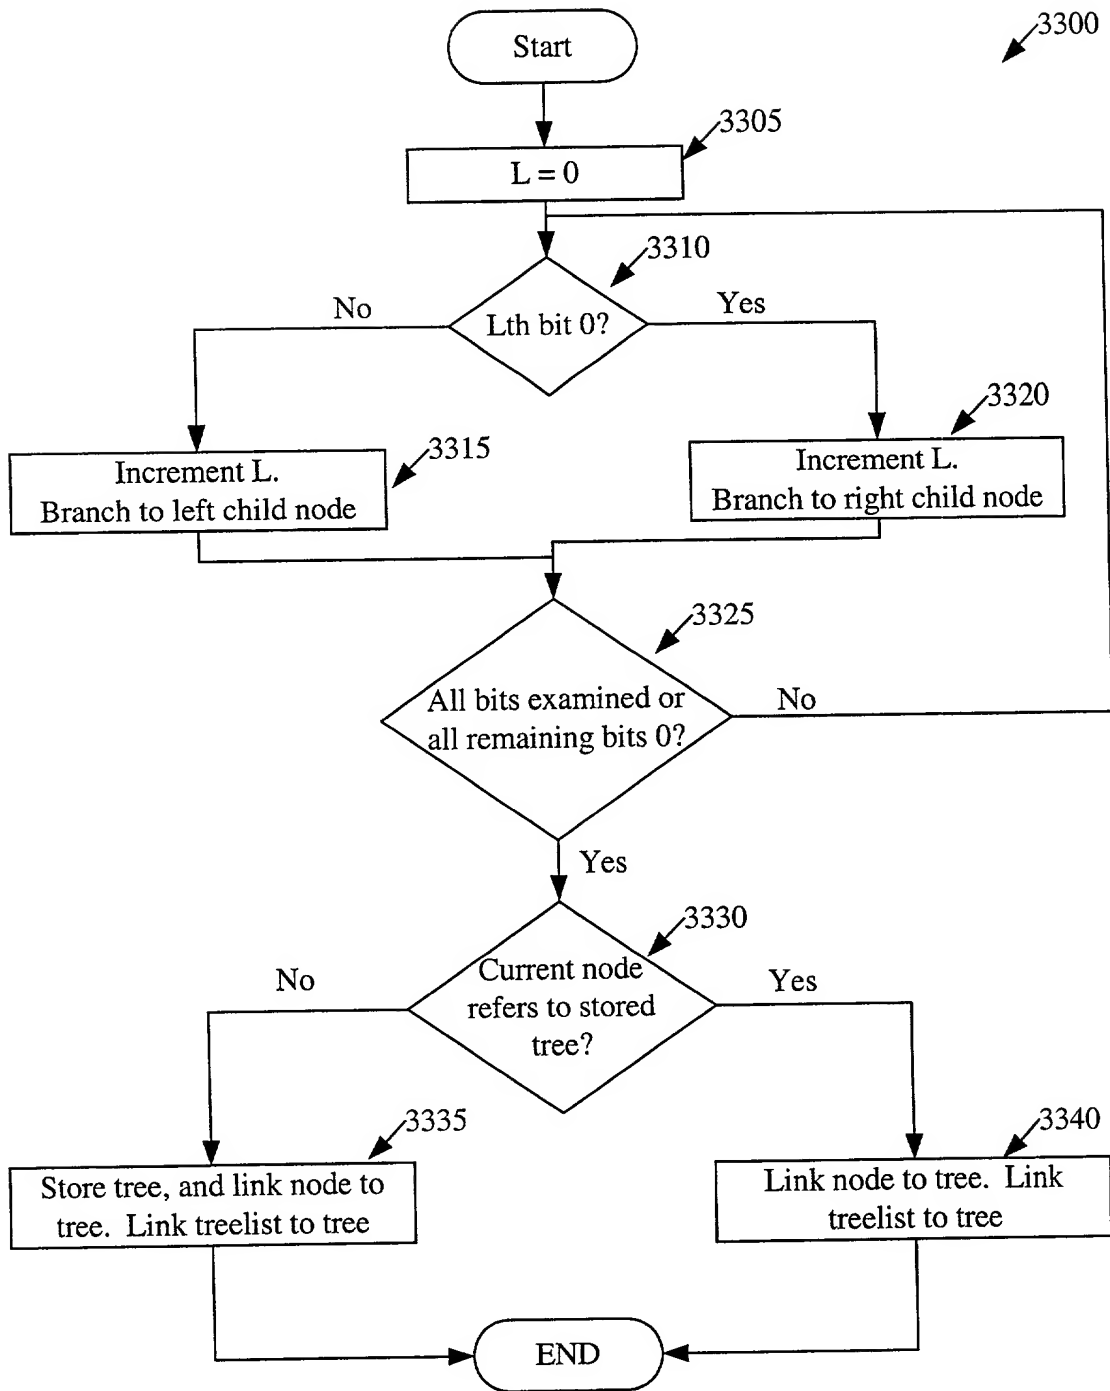 3300
Start
3305
L = 0
3310
No
Yes
Lth bit 0?
3320
3315
Increment L.
Branch to left child node
Increment L.
Branch to right child node
3325
All bits examined or
all remaining bits 0?
No
Yes
3330
No
Yes
Current node
refers to stored
tree?
3335
3340
Store tree, and link node to
tree.  Link treelist to tree
Link node to tree.  Link
treelist to tree
END